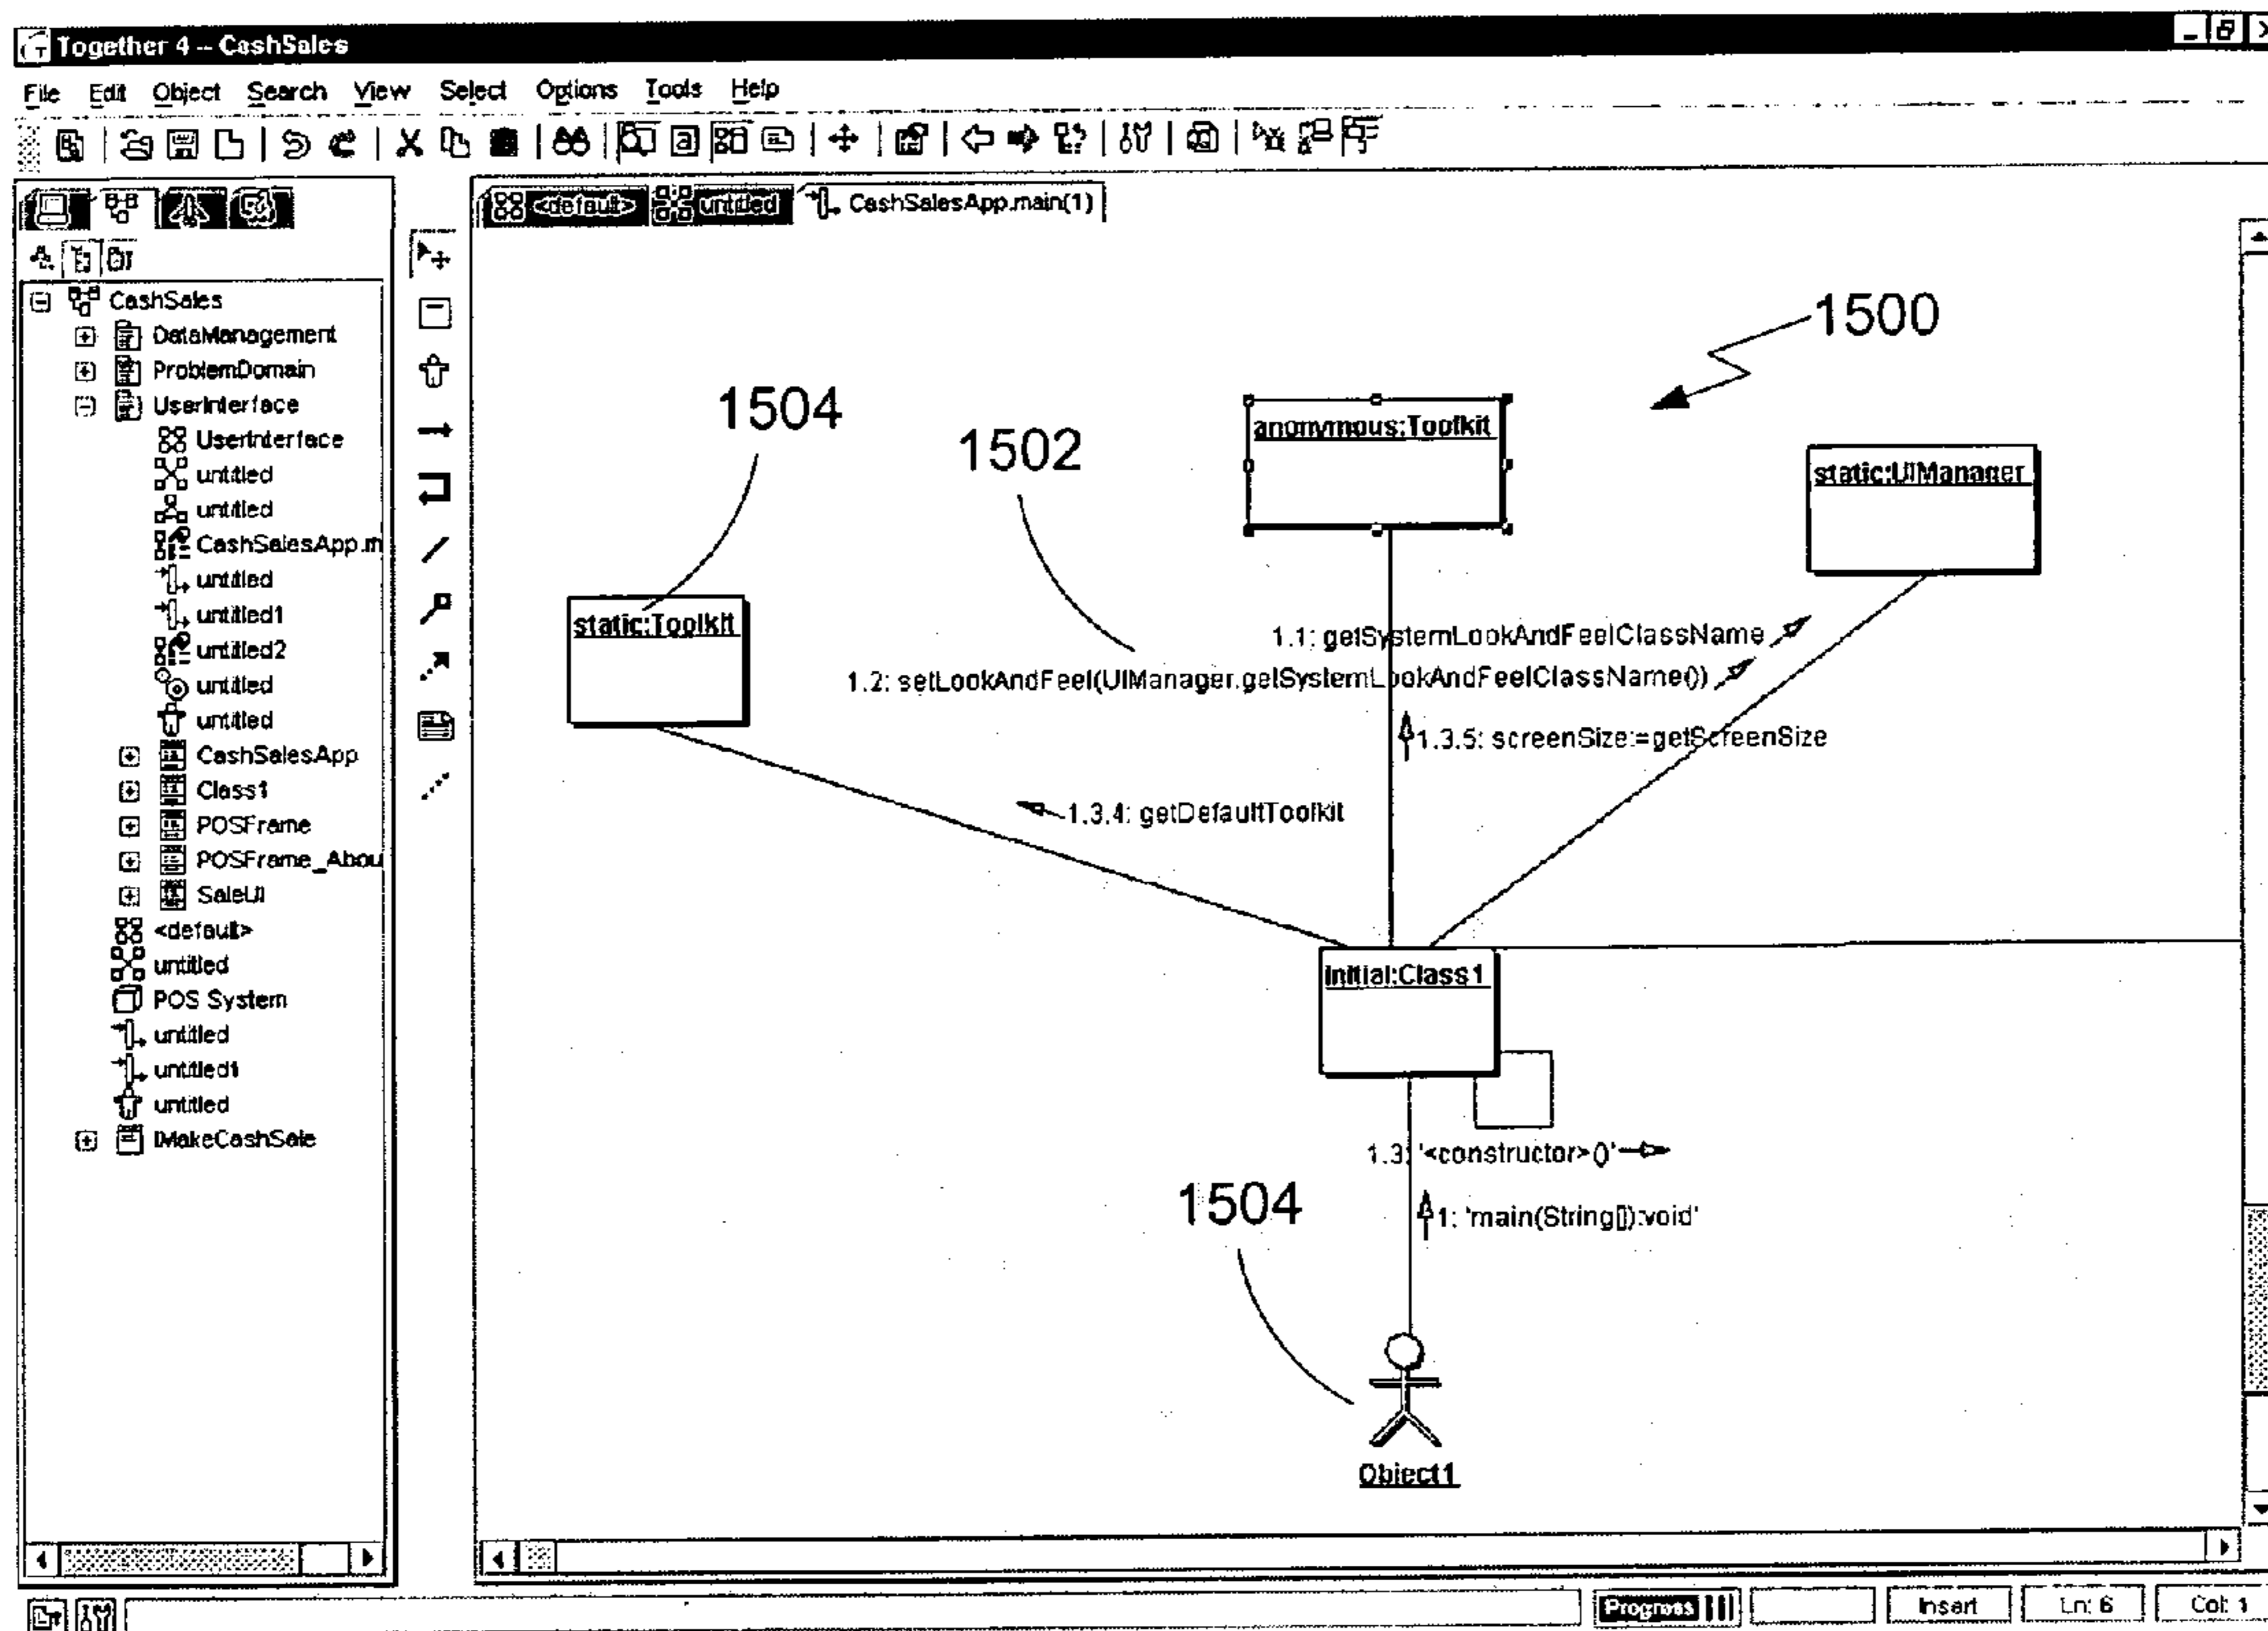 Together 4 -- CashSales
File Edit Object Search View Select Options Tools Help
<default> untitled CashSalesApp.main(1)
CashSales
DataManagement
ProblemDomain
UserInterface
UserInterface
untitled
untitled
CashSalesApp.m
untitled
untitled1
untitled2
untitled
untitled
CashSalesApp
Class1
POSFrame
POSFrame_Abou
SaleUI
<default>
untitled
POS System
untitled
untitled1
untitled
IMakeCashSale
1500
1504
1502
anonymous:Toolkit
static:UIManager
static:Toolkit
1.1: getSystemLookAndFeelClassName
1.2: setLookAndFeel(UIManager.getSystemLookAndFeelClassName())
1.3.5: screenSize:=getScreenSize
1.3.4: getDefaultToolkit
initial:Class1
1.3: '<constructor>()'
1504
1: 'main(String[]):void'
Object1
Progress Insert Ln: 6 Col: 1